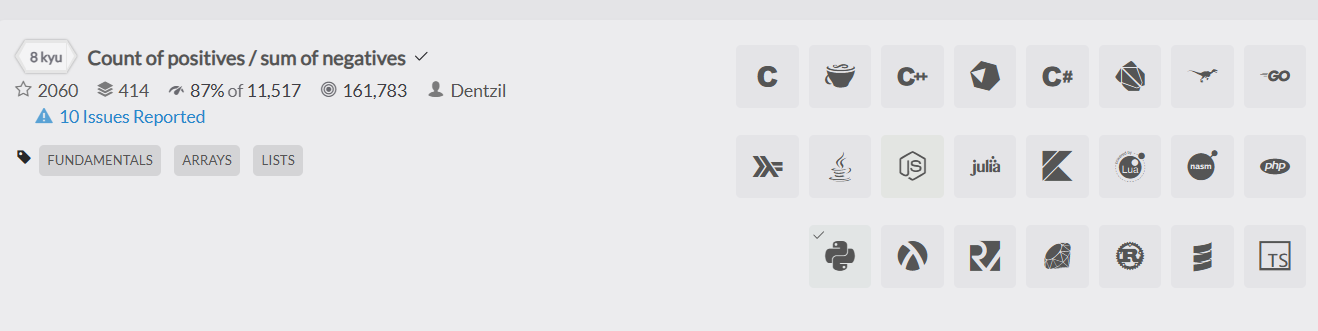 8 kyu Count of positives / sum of negatives
2060 414 87% of 11,517 161,783 Dentzil
10 Issues Reported
FUNDAMENTALS ARRAYS LISTS
C C++ C# GO
JS julia Lua nasm php
R TS